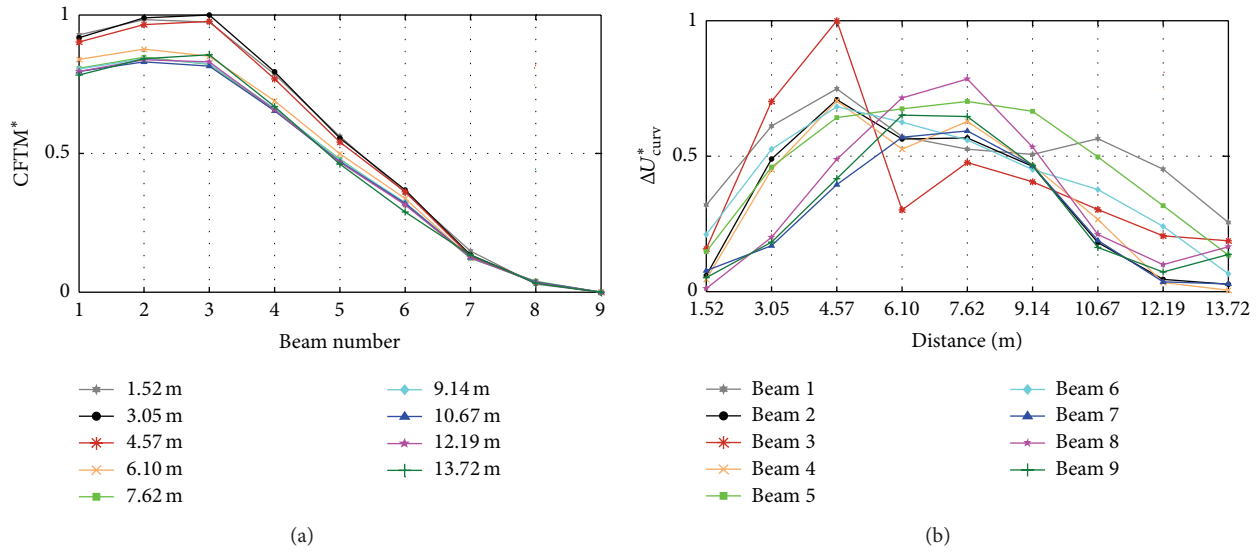 1
0.5
0
CFTM*
1 2 3 4 5 6 7 8 9
Beam number
1.52 m
3.05 m
4.57 m
6.10 m
7.62 m
9.14 m
10.67 m
12.19 m
13.72 m
(a)
1
0.5
0
ΔU*curv
1.52 3.05 4.57 6.10 7.62 9.14 10.67 12.19 13.72
Distance (m)
Beam 1
Beam 2
Beam 3
Beam 4
Beam 5
Beam 6
Beam 7
Beam 8
Beam 9
(b)